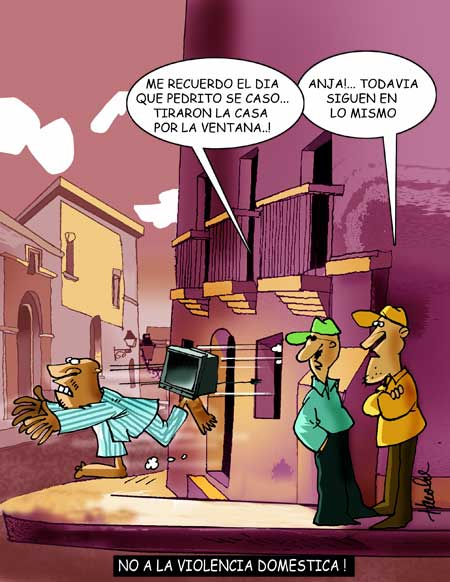 ME RECUERDO EL DIA
QUE PEDRITO SE CASO...
TIRARON LA CASA
POR LA VENTANA..!
ANJA!... TODAVIA
SIGUEN EN
LO MISMO
NO A LA VIOLENCIA DOMESTICA !